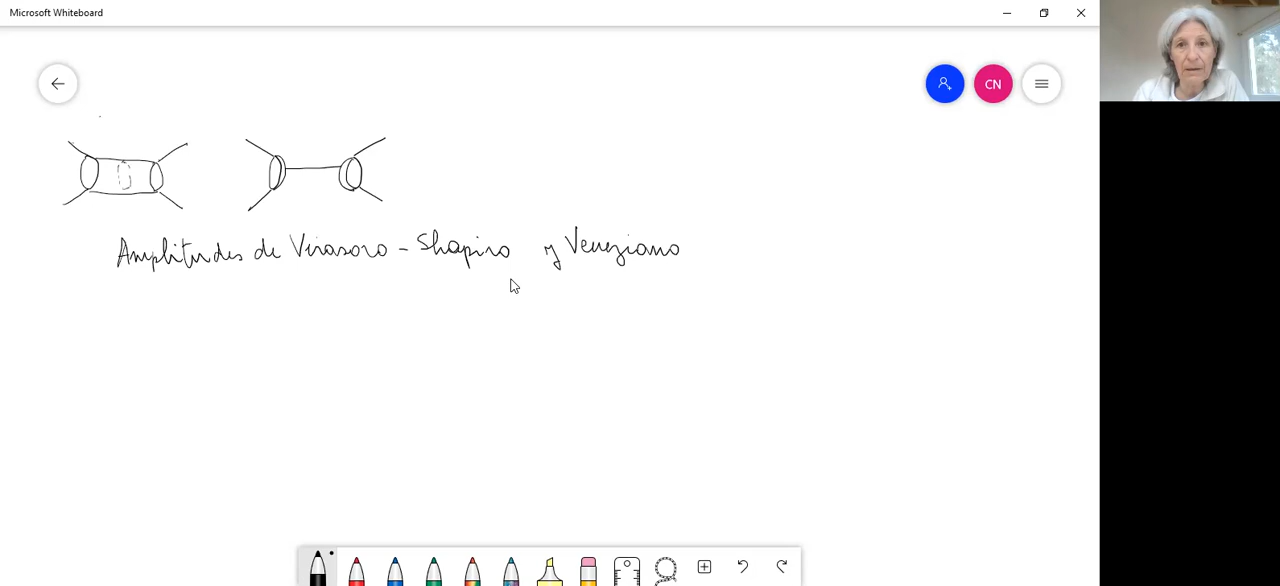 Microsoft Whiteboard
CN
Amplitudes de Virasoro - Shapiro y Veneziano